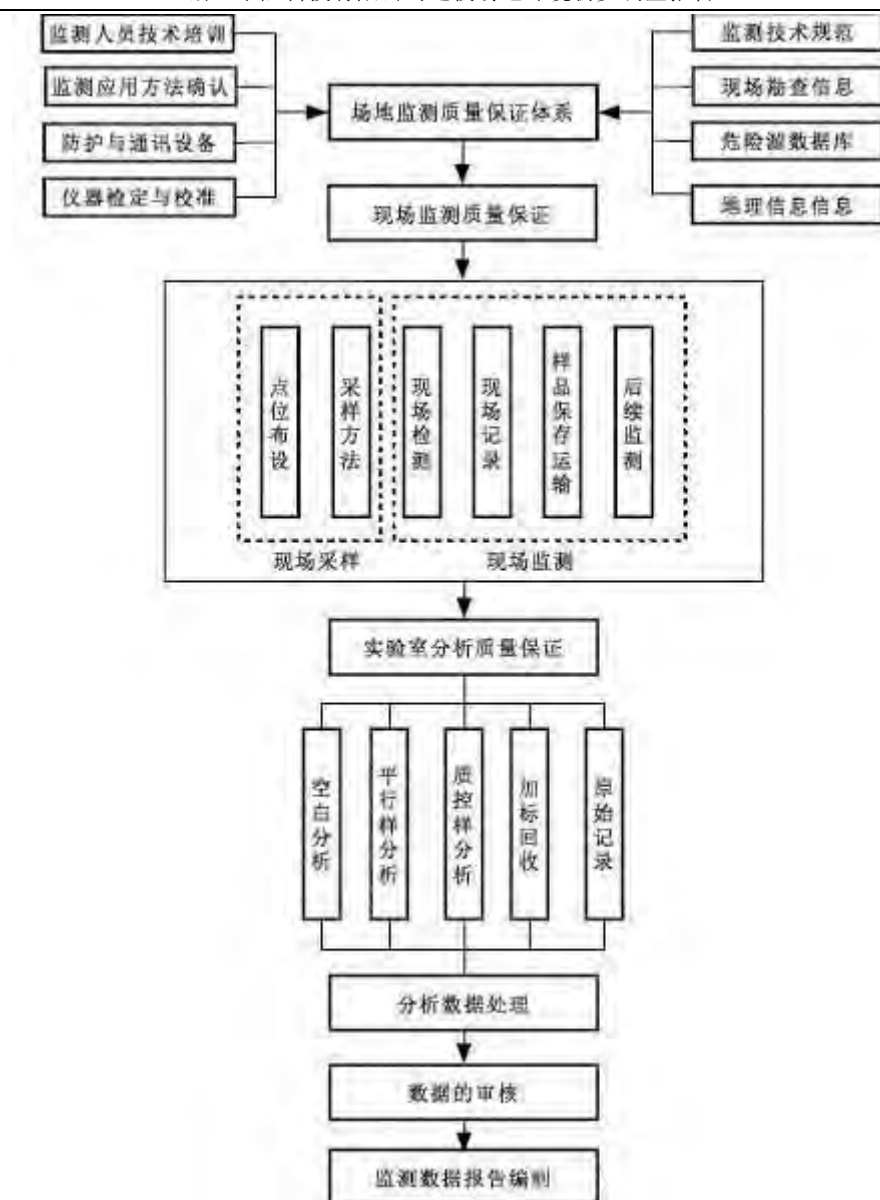 监测人员技术培训
监测应用方法确认
防护与通讯设备
仪器检定与校准
监测技术规范
现场勘查信息
危险源数据库
地理信息信息
场地监测质量保证体系
现场监测质量保证
点位布设
采样方法
现场检测
现场记录
样品保存运输
后续监测
现场采样
现场监测
实验室分析质量保证
空白分析
平行样分析
质控样分析
加标回收
原始记录
分析数据处理
数据的审核
监测数据报告编制